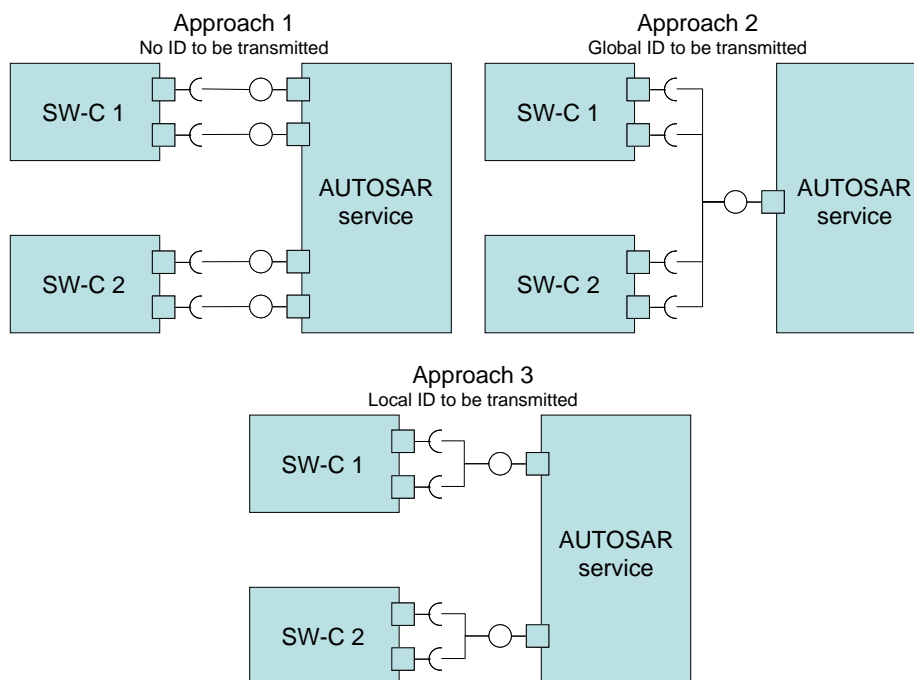 Approach 1
No ID to be transmitted
SW-C 1
SW-C 2
AUTOSAR
service
Approach 2
Global ID to be transmitted
SW-C 1
SW-C 2
AUTOSAR
service
Approach 3
Local ID to be transmitted
SW-C 1
SW-C 2
AUTOSAR
service